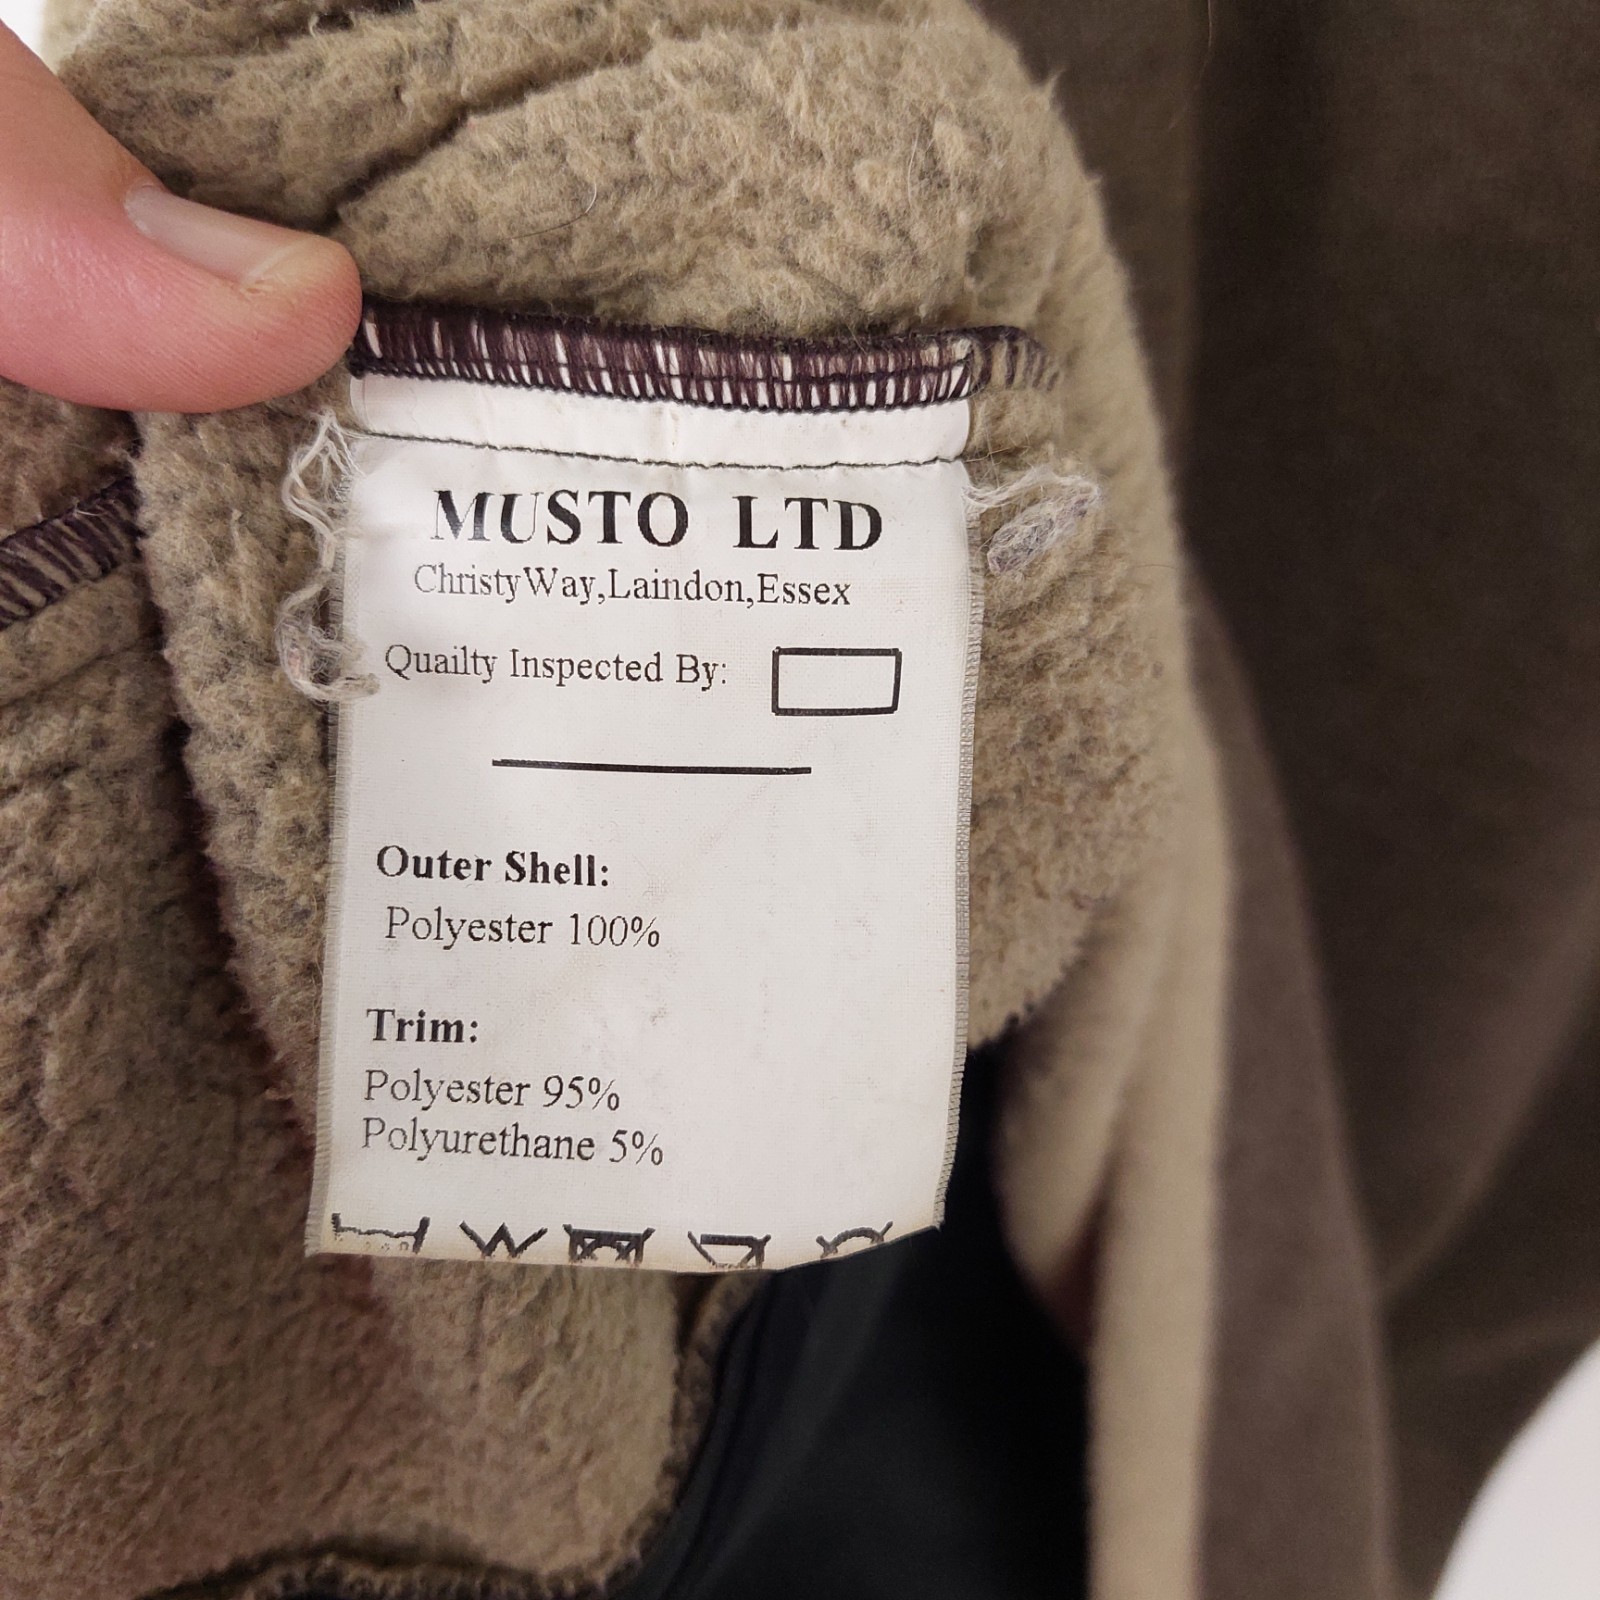 MUSTO LTD
ChristyWay,Laindon,Essex
Quailty Inspected By:
Outer Shell:
Polyester 100%
Trim:
Polyester 95%
Polyurethane 5%